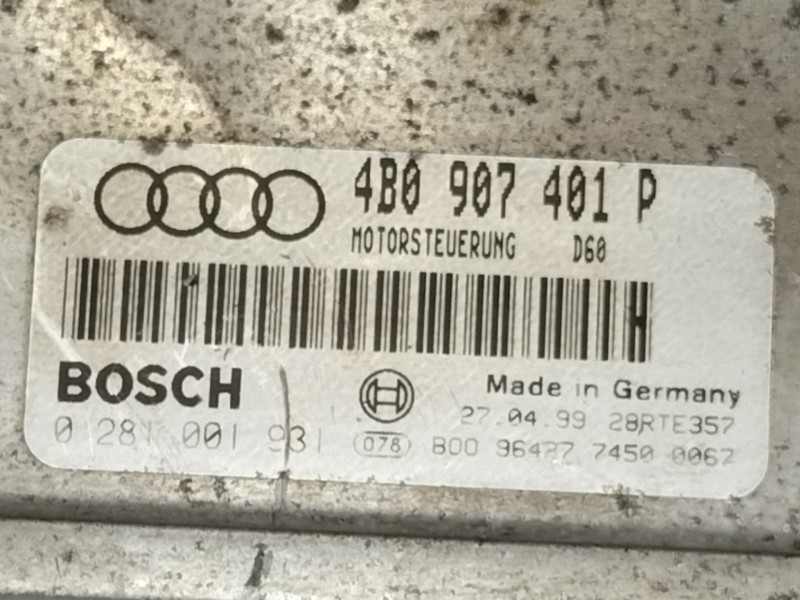 4B0 907 401 P
MOTORSTEUERUNG D60
BOSCH
Made in Germany
27.04.99 28RTE357
0 281 001 931 078 800 96427 7450 0062